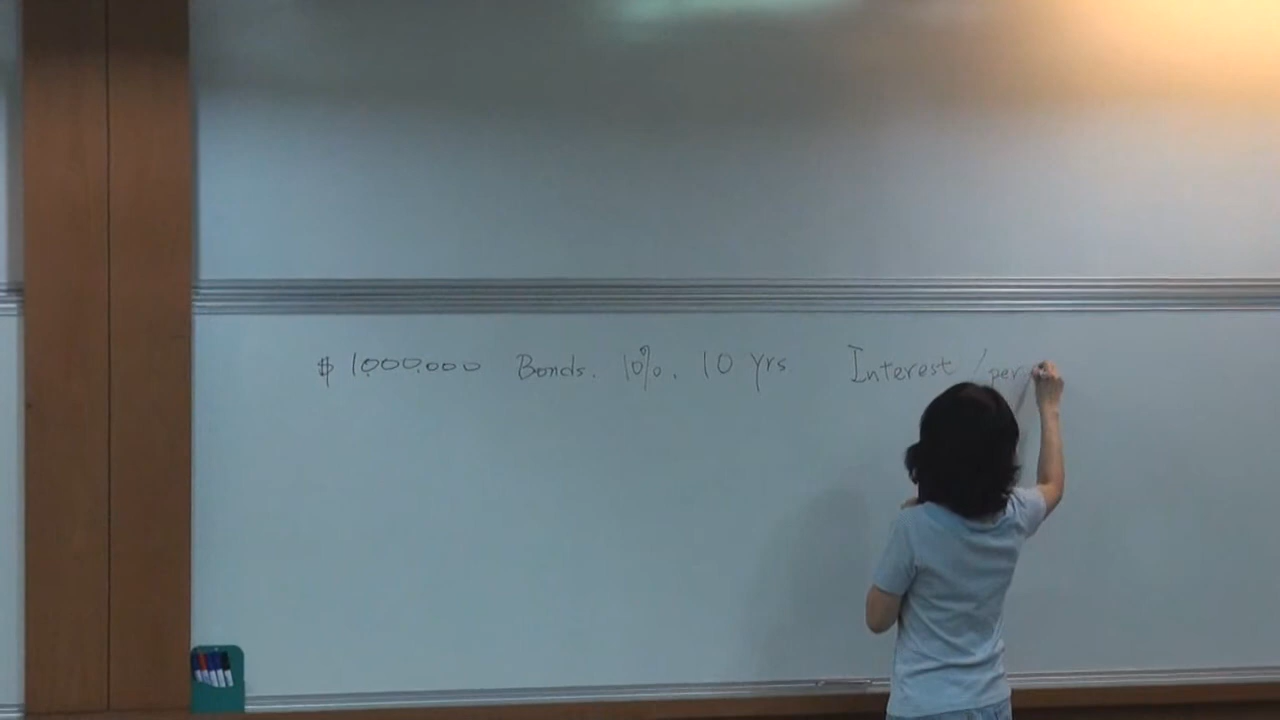 $ 1,000,000 Bonds. 10%. 10 yrs Interest / per